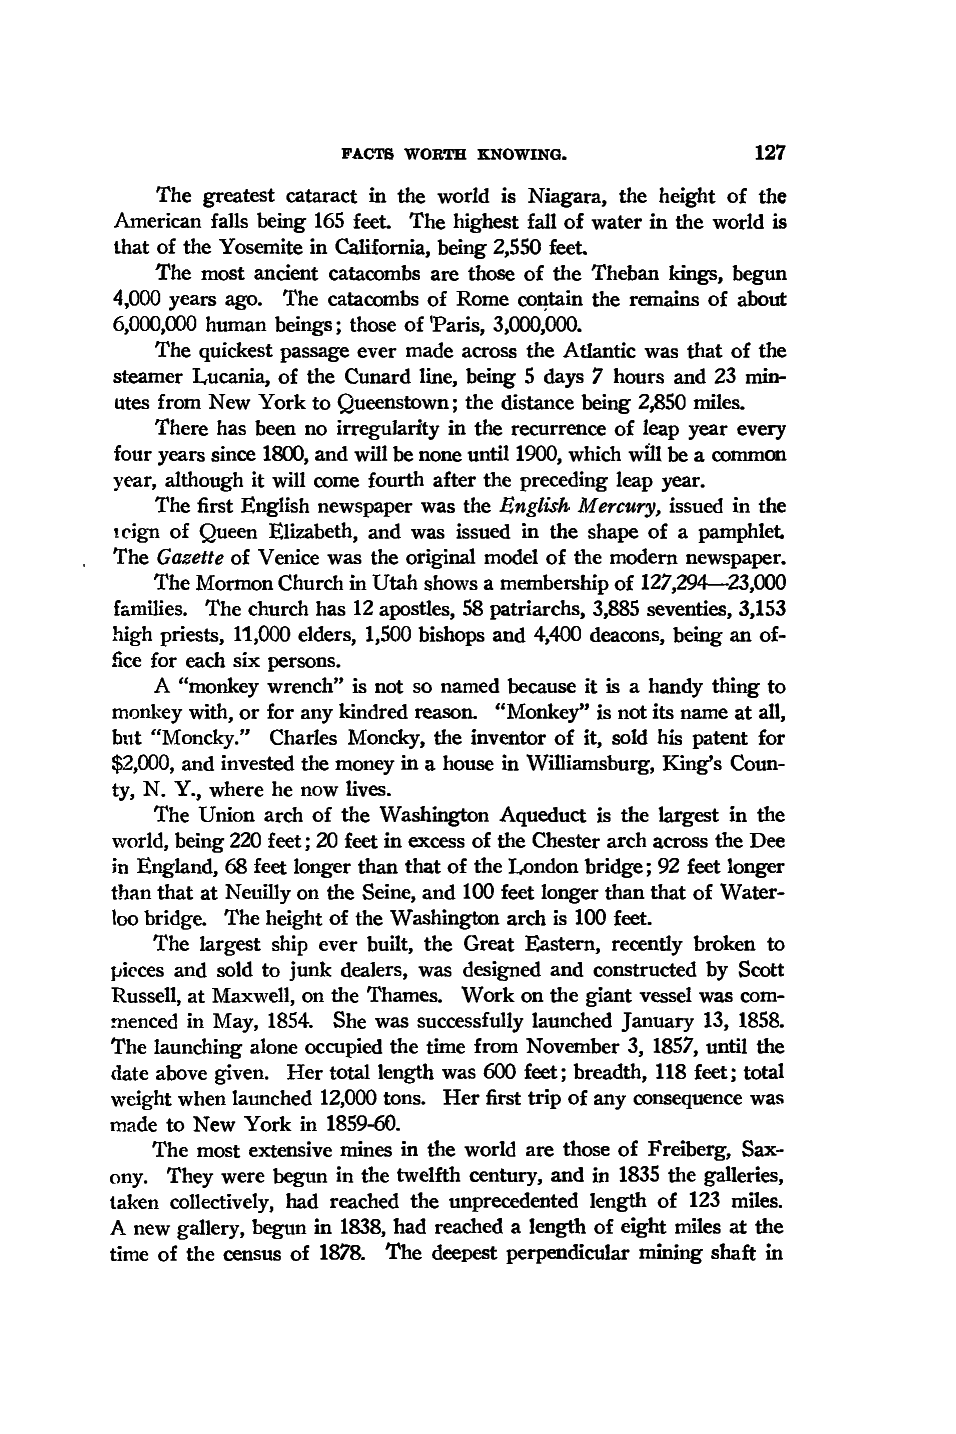 FACTS WORTH KNOWING. 127
The greatest cataract in the world is Niagara, the height of the
American falls being 165 feet. The highest fall of water in the world is
that of the Yosemite in California, being 2,550 feet.
The most ancient catacombs are those of the Theban kings, begun
4,000 years ago. The catacombs of Rome contain the remains of about
6,000,000 human beings; those of Paris, 3,000,000.
The quickest passage ever made across the Atlantic was that of the
steamer Lucania, of the Cunard line, being 5 days 7 hours and 23 min-
utes from New York to Queenstown; the distance being 2,850 miles.
There has been no irregularity in the recurrence of leap year every
four years since 1800, and will be none until 1900, which will be a common
year, although it will come fourth after the preceding leap year.
The first English newspaper was the English Mercury, issued in the
reign of Queen Elizabeth, and was issued in the shape of a pamphlet.
The Gazette of Venice was the original model of the modern newspaper.
The Mormon Church in Utah shows a membership of 127,294—23,000
families. The church has 12 apostles, 58 patriarchs, 3,885 seventies, 3,153
high priests, 11,000 elders, 1,500 bishops and 4,400 deacons, being an of-
fice for each six persons.
A “monkey wrench” is not so named because it is a handy thing to
monkey with, or for any kindred reason. “Monkey” is not its name at all,
but “Moncky.” Charles Moncky, the inventor of it, sold his patent for
$2,000, and invested the money in a house in Williamsburg, King’s Coun-
ty, N. Y., where he now lives.
The Union arch of the Washington Aqueduct is the largest in the
world, being 220 feet; 20 feet in excess of the Chester arch across the Dee
in England, 68 feet longer than that of the London bridge; 92 feet longer
than that at Neuilly on the Seine, and 100 feet longer than that of Water-
loo bridge. The height of the Washington arch is 100 feet.
The largest ship ever built, the Great Eastern, recently broken to
pieces and sold to junk dealers, was designed and constructed by Scott
Russell, at Maxwell, on the Thames. Work on the giant vessel was com-
menced in May, 1854. She was successfully launched January 13, 1858.
The launching alone occupied the time from November 3, 1857, until the
date above given. Her total length was 600 feet; breadth, 118 feet; total
weight when launched 12,000 tons. Her first trip of any consequence was
made to New York in 1859-60.
The most extensive mines in the world are those of Freiberg, Sax-
ony. They were begun in the twelfth century, and in 1835 the galleries,
taken collectively, had reached the unprecedented length of 123 miles.
A new gallery, begun in 1838, had reached a length of eight miles at the
time of the census of 1878. The deepest perpendicular mining shaft in